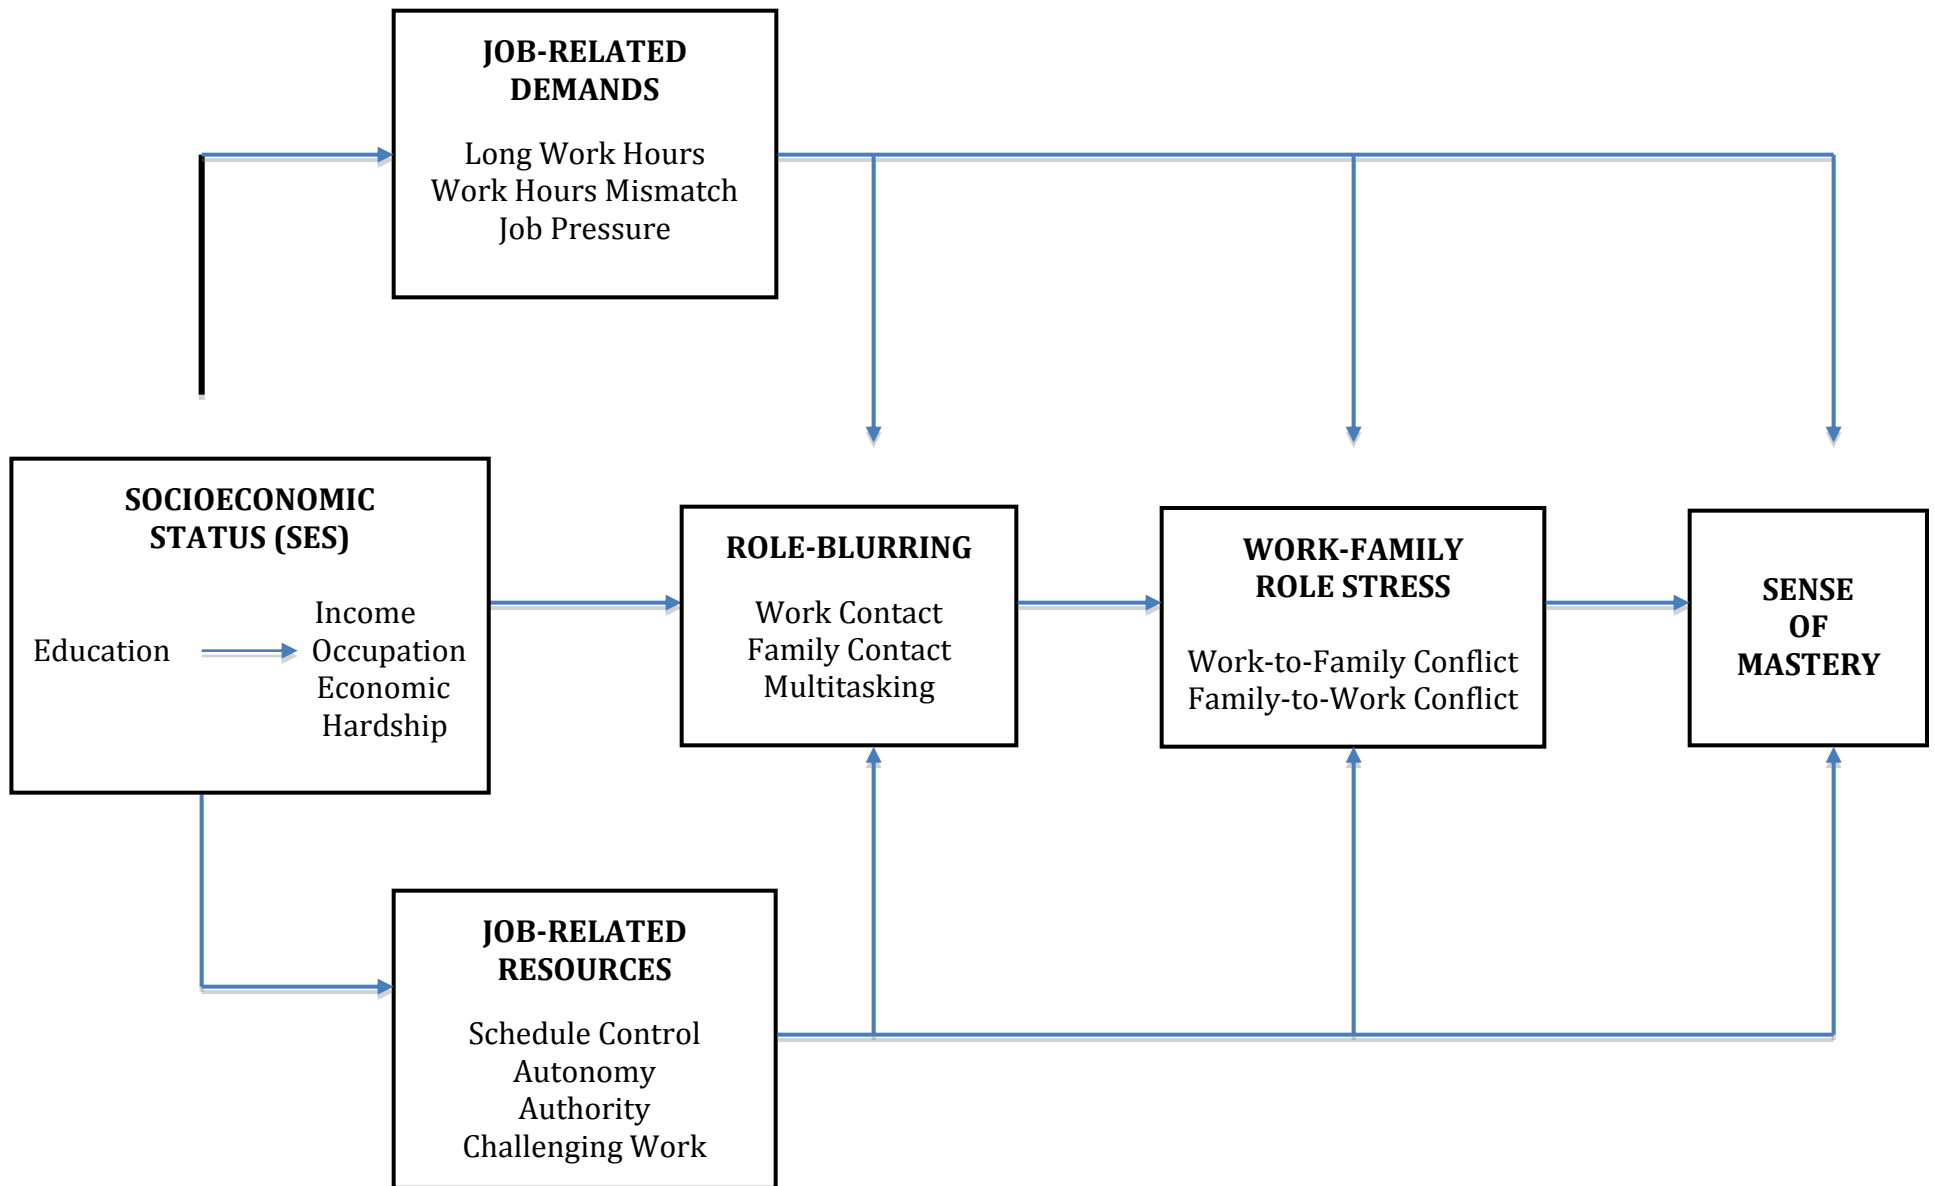 JOB-RELATED
DEMANDS
Long Work Hours
Work Hours Mismatch
Job Pressure
SOCIOECONOMIC
STATUS (SES)
Education
Income
Occupation
Economic
Hardship
ROLE-BLURRING
Work Contact
Family Contact
Multitasking
WORK-FAMILY
ROLE STRESS
Work-to-Family Conflict
Family-to-Work Conflict
SENSE
OF
MASTERY
JOB-RELATED
RESOURCES
Schedule Control
Autonomy
Authority
Challenging Work